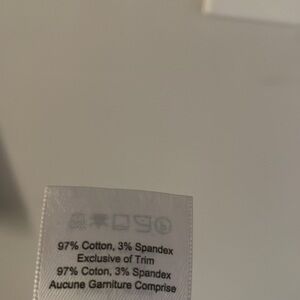 97% Cotton, 3% Spandex
Exclusive of Trim
97% Coton, 3% Spandex
Aucune Garniture Comprise